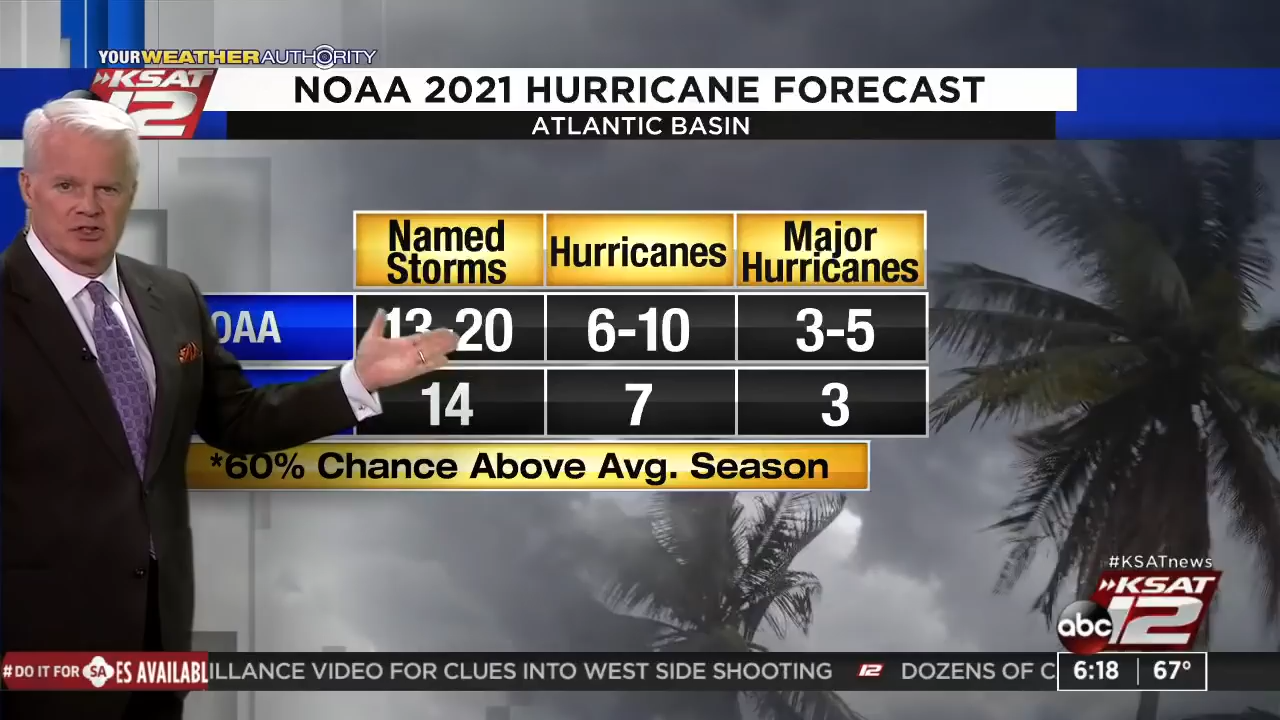 YOURWEATHERAUTHORITY
KSAT
12
NOAA 2021 HURRICANE FORECAST
ATLANTIC BASIN
Named Storms
Hurricanes
Major Hurricanes
OAA
13-20
6-10
3-5
14
7
3
*60% Chance Above Avg. Season
#KSATnews
KSAT
abc 12
#DO IT FOR SA
ES AVAILABL
ILLANCE VIDEO FOR CLUES INTO WEST SIDE SHOOTING 12 DOZENS OF C
6:18 67°